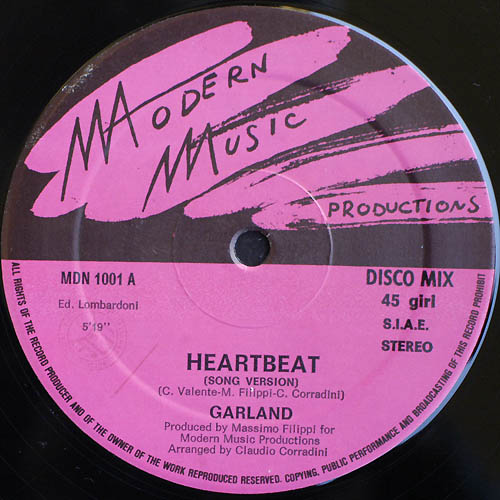 MODERN
MUSIC
PRODUCTIONS
MDN 1001 A
Ed. Lombardoni
5'19''
DISCO MIX
45 giri
S.I.A.E.
STEREO
HEARTBEAT
(SONG VERSION)
(C. Valente-M. Filippi-C. Corradini)
GARLAND
Produced by Massimo Filippi for
Modern Music Productions
Arranged by Claudio Corradini
ALL RIGHTS OF THE RECORD PRODUCER AND OF THE OWNER OF THE WORK REPRODUCED RESERVED. COPYING, PUBLIC PERFORMANCE AND BROADCASTING OF THIS RECORD PROHIBIT